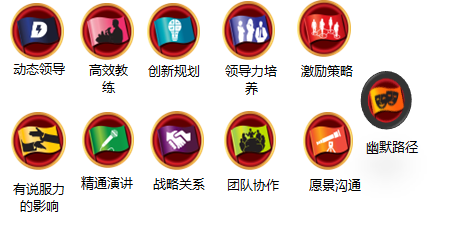 D
动态领导
高效教
练
创新规划
领导力培
养
激励策略
幽默路径
有说服力
的影响
精通演讲
战略关系
团队协作
愿景沟通